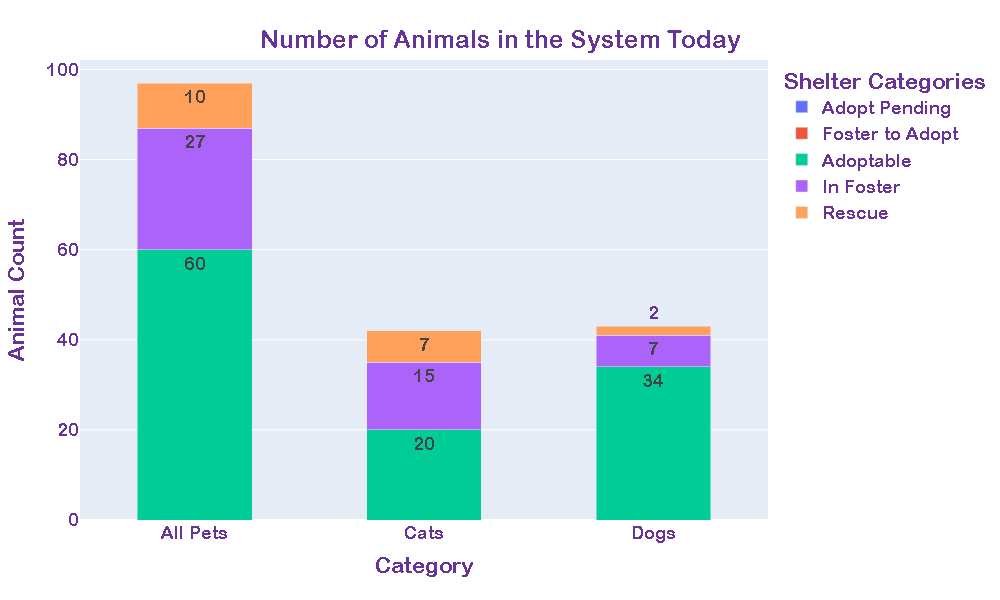 Number of Animals in the System Today
Animal Count
100
80
60
40
20
0
10
27
60
7
15
20
2
7
34
All Pets
Cats
Dogs
Category
Shelter Categories
Adopt Pending
Foster to Adopt
Adoptable
In Foster
Rescue